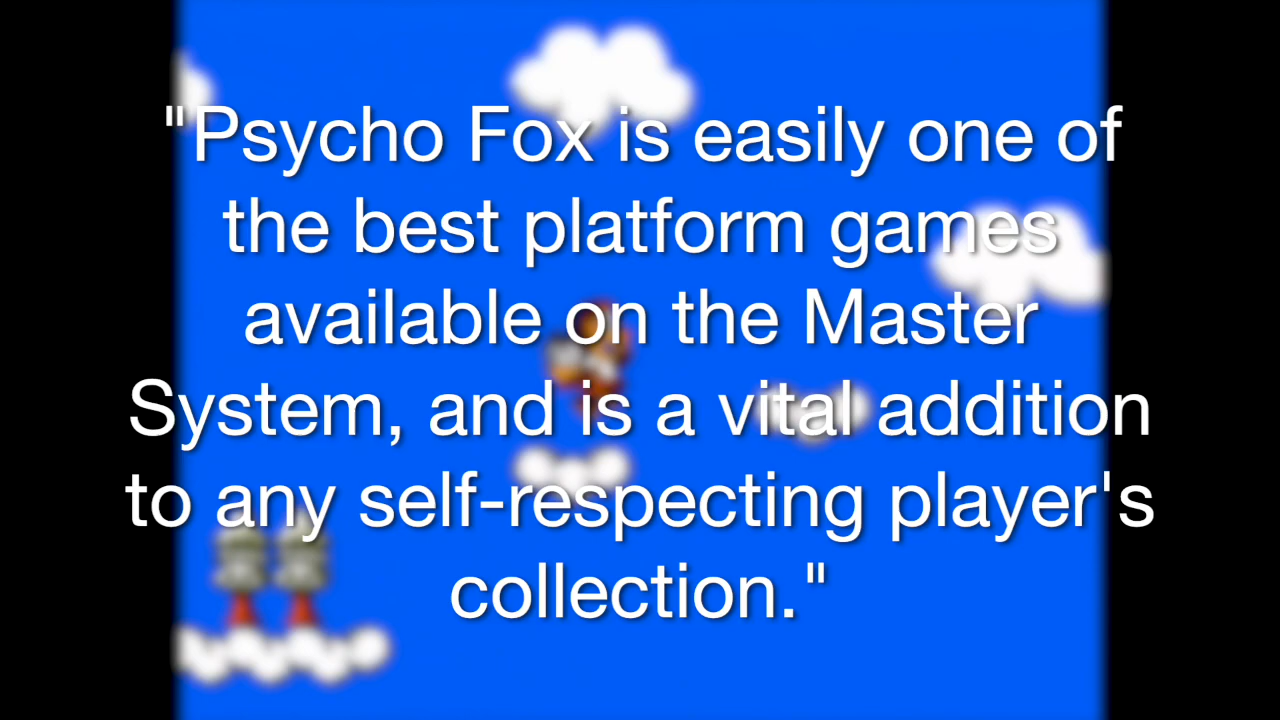 "Psycho Fox is easily one of
the best platform games
available on the Master
System, and is a vital addition
to any self-respecting player's
collection."